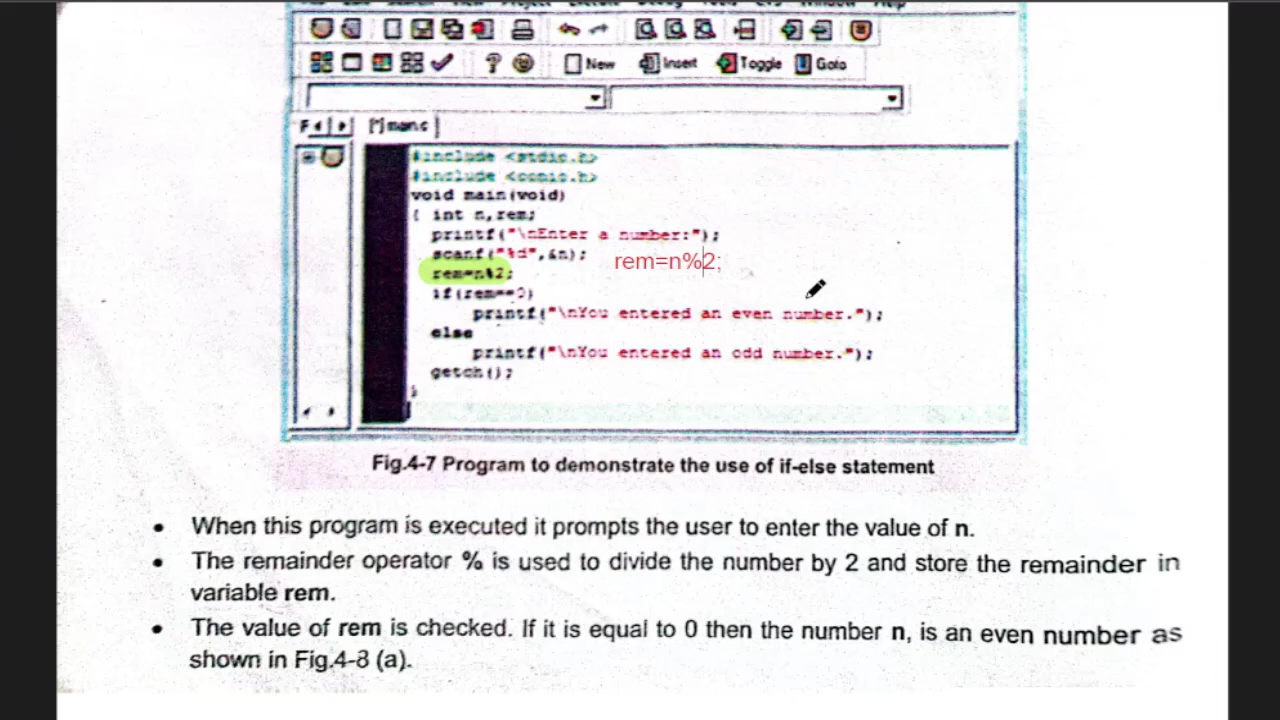 New Insert Toggle Goto
#include <stdio.h>
#include <conio.h>
void main(void)
{ int n,rem;
printf("\nEnter a number:");
scanf("%d",&n);
rem=n%2;
rem=n%2;
if(rem==0)
printf("\nYou entered an even number.");
else
printf("\nYou entered an odd number.");
getch();
}
Fig.4-7 Program to demonstrate the use of if-else statement
• When this program is executed it prompts the user to enter the value of n.
• The remainder operator % is used to divide the number by 2 and store the remainder in
variable rem.
• The value of rem is checked. If it is equal to 0 then the number n, is an even number as
shown in Fig.4-8 (a).